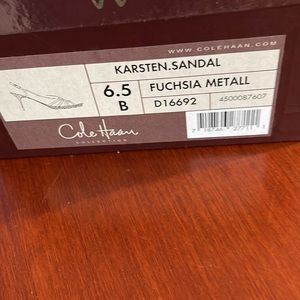 WWW.COLEHAAN.COM
KARSTEN.SANDAL
6.5
B
FUCHSIA METALL
D16692
4500087607
Cole Haan
COLLECTION